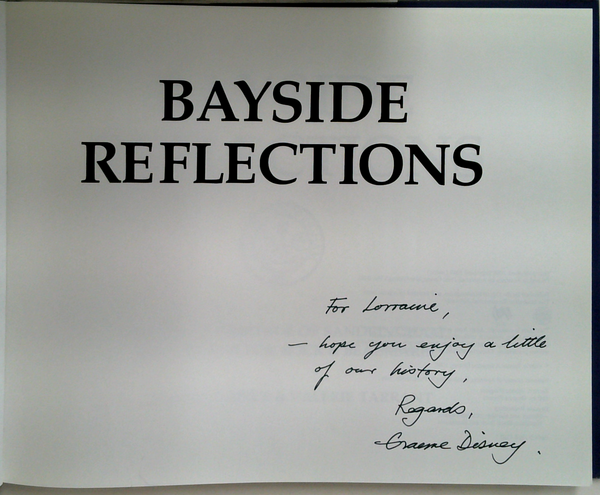 BAYSIDE
REFLECTIONS
For Lorraine,
– hope you enjoy a little
of our history,
Regards,
Graeme Disney.